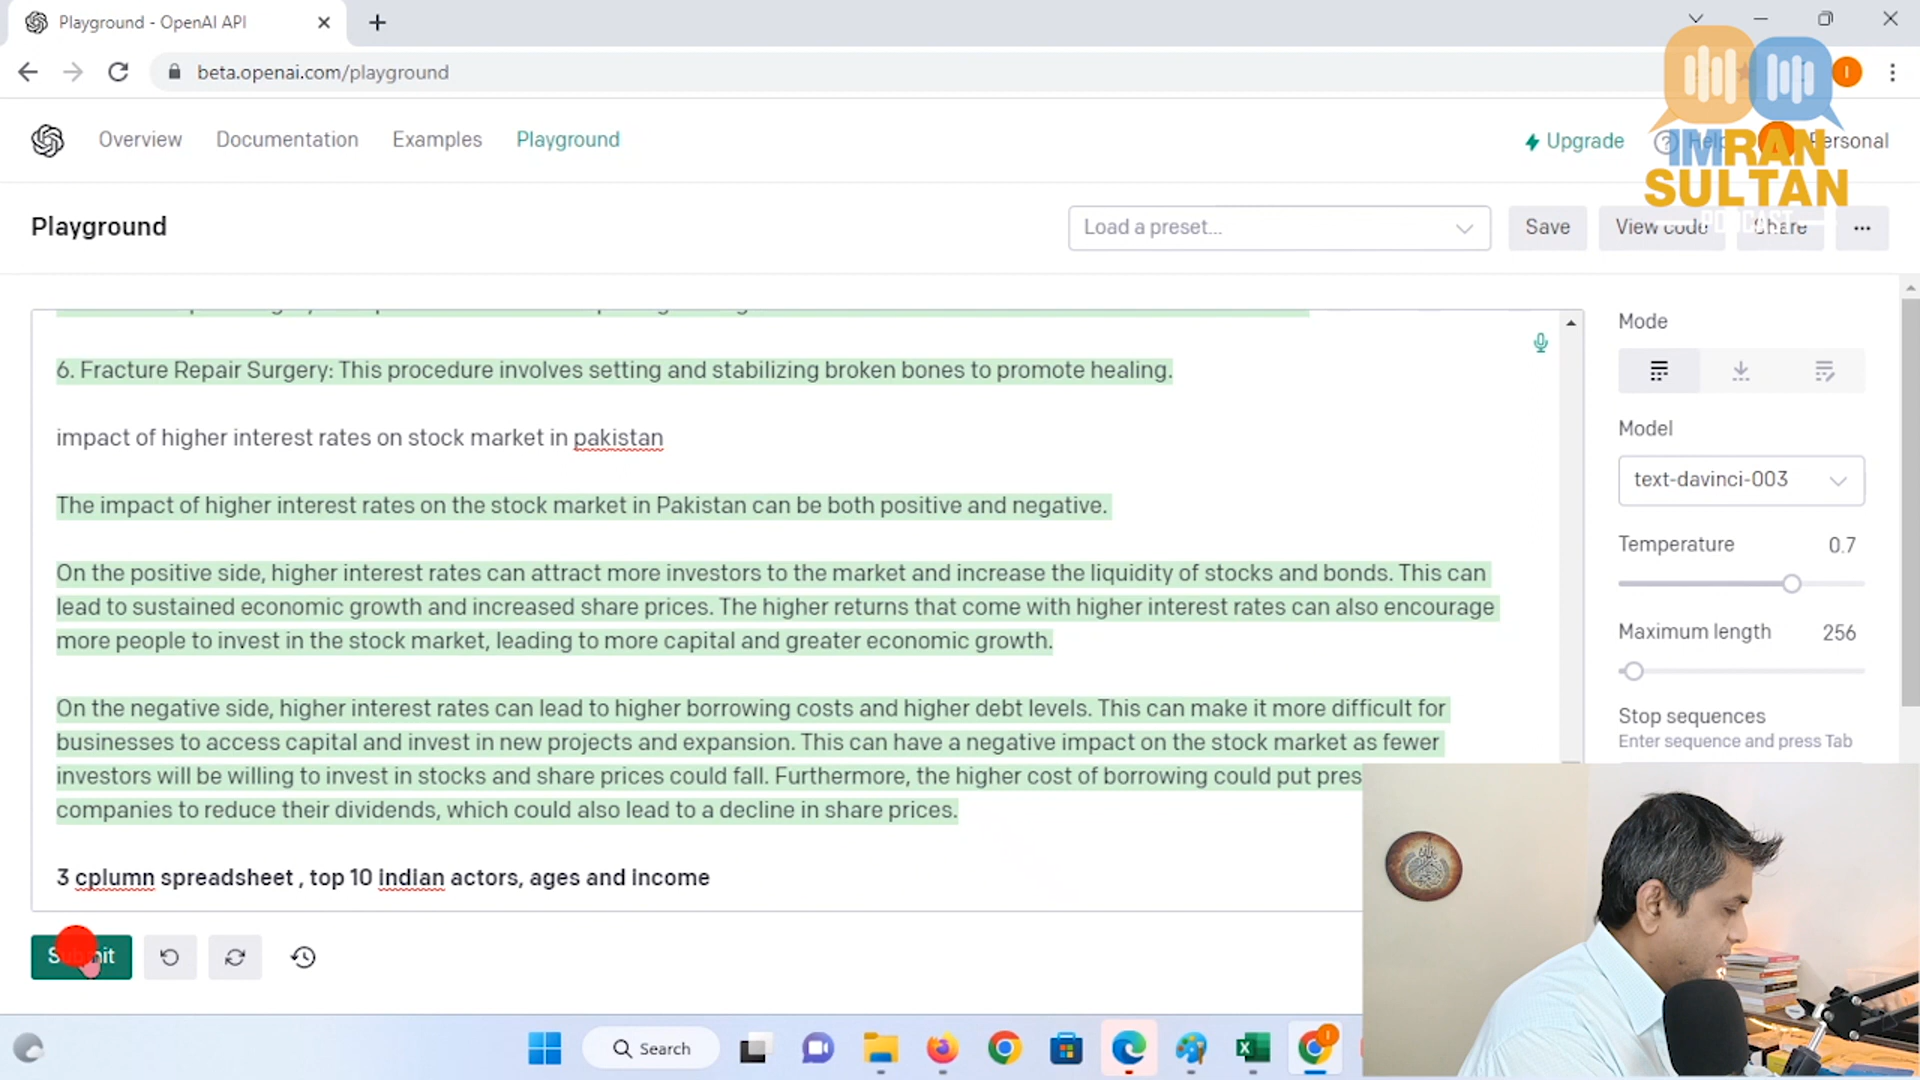 Playground - OpenAI API
beta.openai.com/playground
I
Overview Documentation Examples Playground
Upgrade
Help
Personal
IMRAN
SULTAN
PODCAST
Playground
Load a preset...
Save
View code
Share
6. Fracture Repair Surgery: This procedure involves setting and stabilizing broken bones to promote healing.
impact of higher interest rates on stock market in pakistan
The impact of higher interest rates on the stock market in Pakistan can be both positive and negative.
On the positive side, higher interest rates can attract more investors to the market and increase the liquidity of stocks and bonds. This can
lead to sustained economic growth and increased share prices. The higher returns that come with higher interest rates can also encourage
more people to invest in the stock market, leading to more capital and greater economic growth.
On the negative side, higher interest rates can lead to higher borrowing costs and higher debt levels. This can make it more difficult for
businesses to access capital and invest in new projects and expansion. This can have a negative impact on the stock market as fewer
investors will be willing to invest in stocks and share prices could fall. Furthermore, the higher cost of borrowing could put
companies to reduce their dividends, which could also lead to a decline in share prices.
3 cplumn spreadsheet , top 10 indian actors, ages and income
Mode
Model
text-davinci-003
Temperature 0.7
Maximum length 256
Stop sequences
Enter sequence and press Tab
Submit
Search